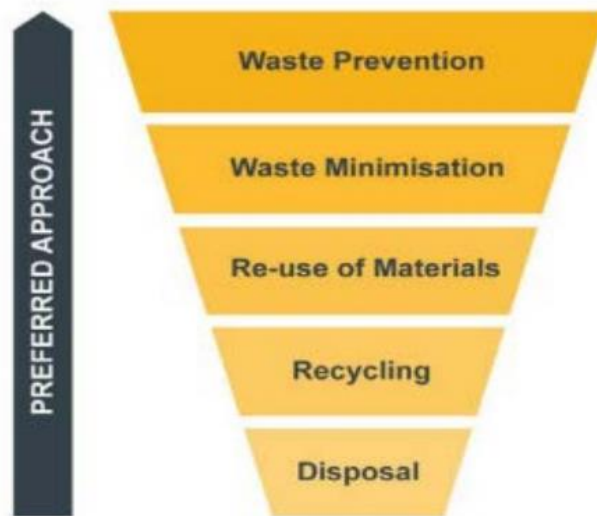 PREFERRED APPROACH
Waste Prevention
Waste Minimisation
Re-use of Materials
Recycling
Disposal